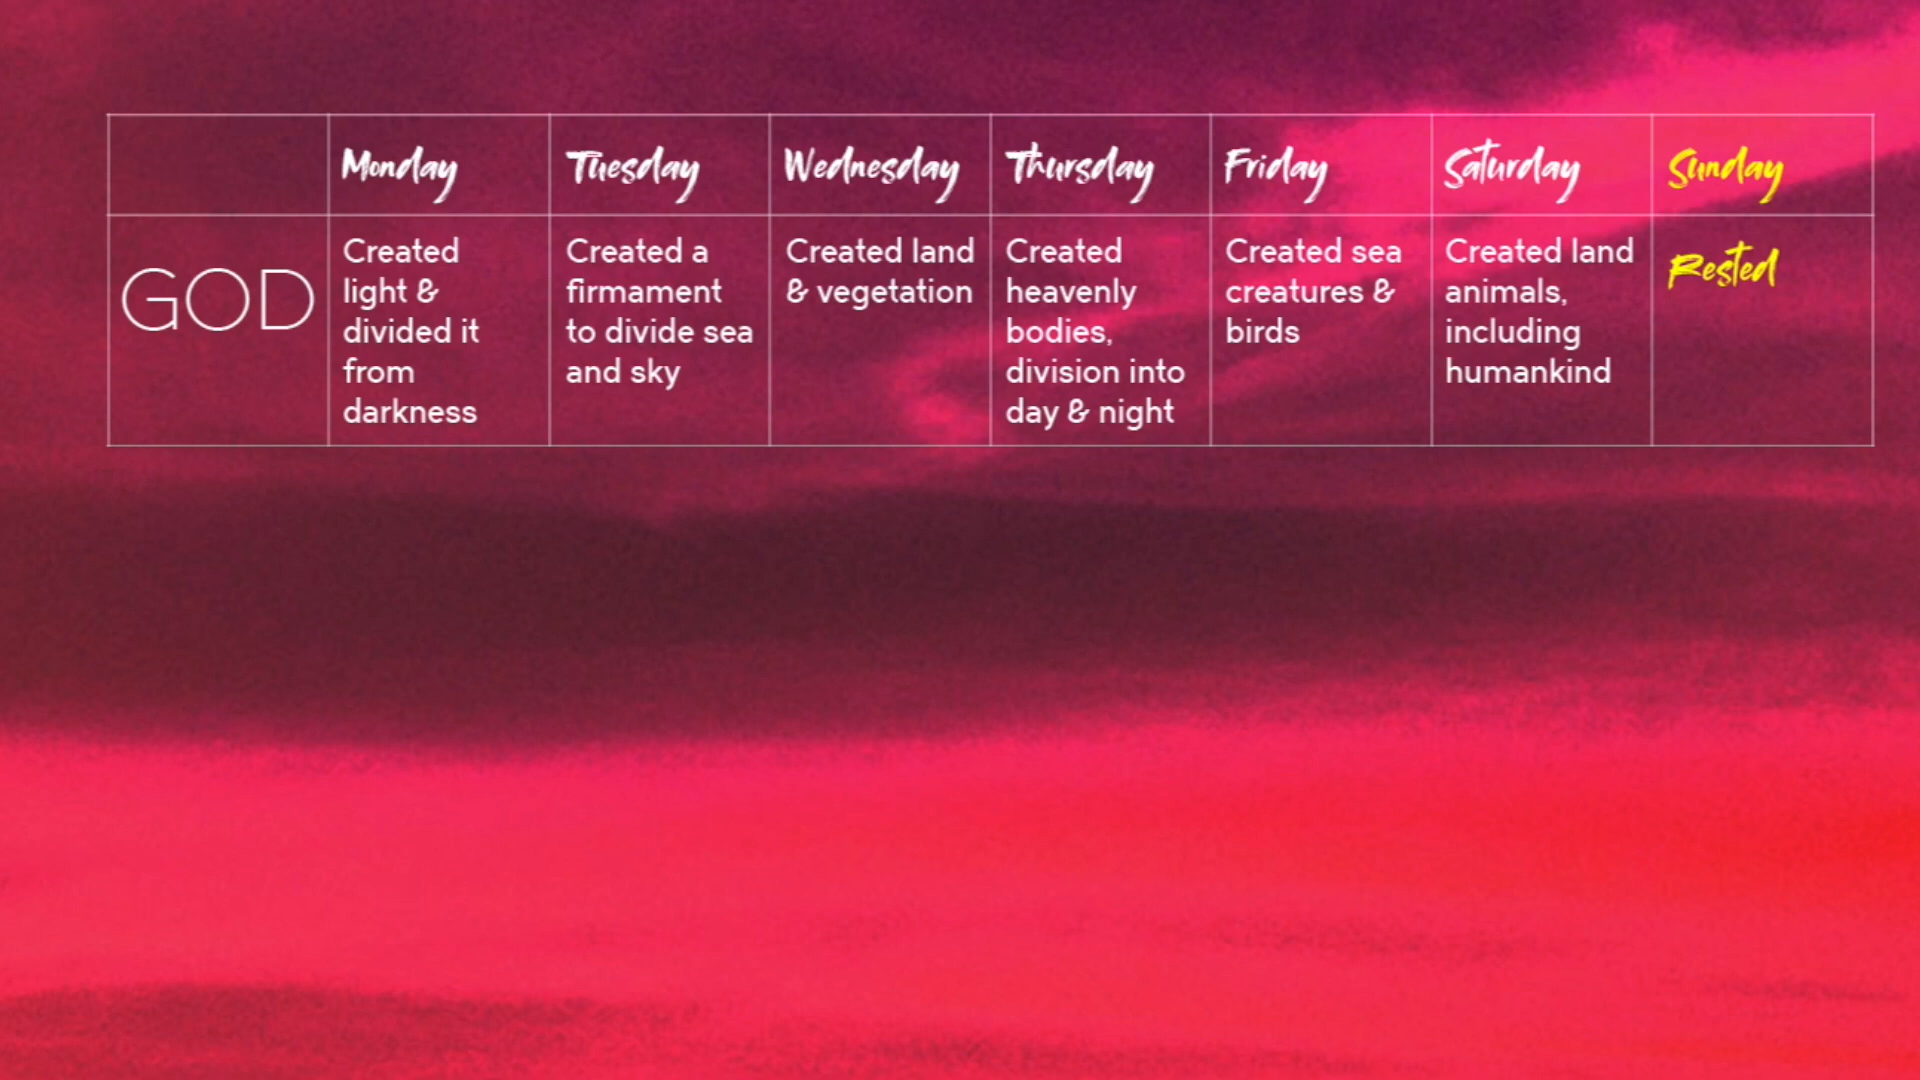 Monday Tuesday Wednesday Thursday Friday Saturday Sunday
GOD
Created
light &
divided it
from
darkness
Created a
firmament
to divide sea
and sky
Created land
& vegetation
Created
heavenly
bodies,
division into
day & night
Created sea
creatures &
birds
Created land
animals,
including
humankind
Rested